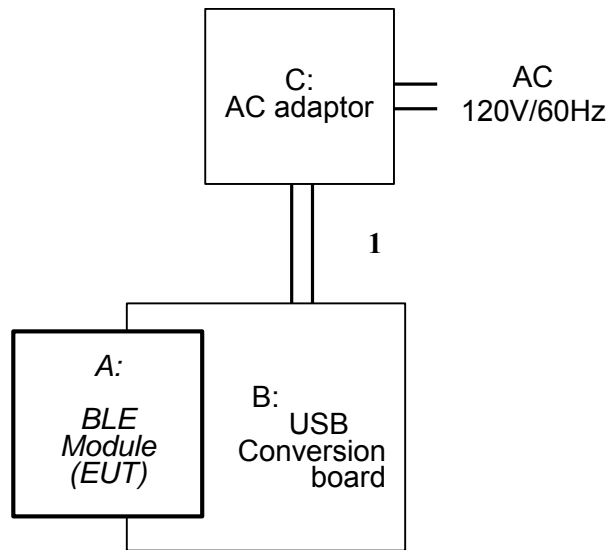 C:
AC adaptor
AC
120V/60Hz
1
A:
BLE
Module
(EUT)
B:
USB
Conversion
board